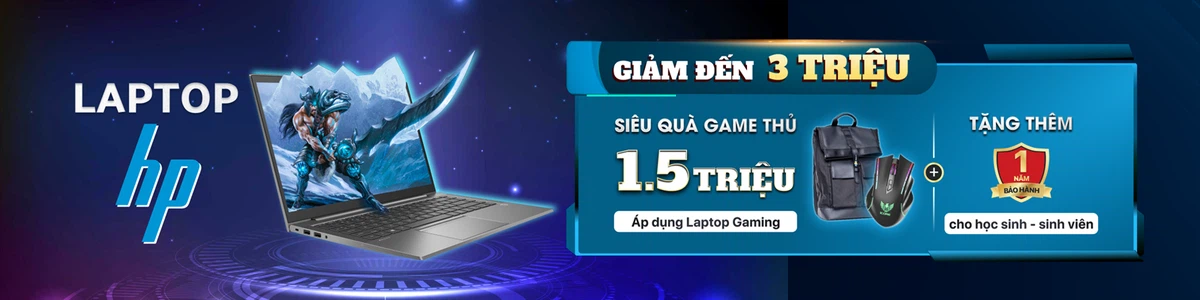 LAPTOP
hp
GIẢM ĐẾN 3 TRIỆU
SIÊU QUÀ GAME THỦ
1.5 TRIỆU
Áp dụng Laptop Gaming
TẶNG THÊM
1
NĂM
BẢO HÀNH
cho học sinh - sinh viên